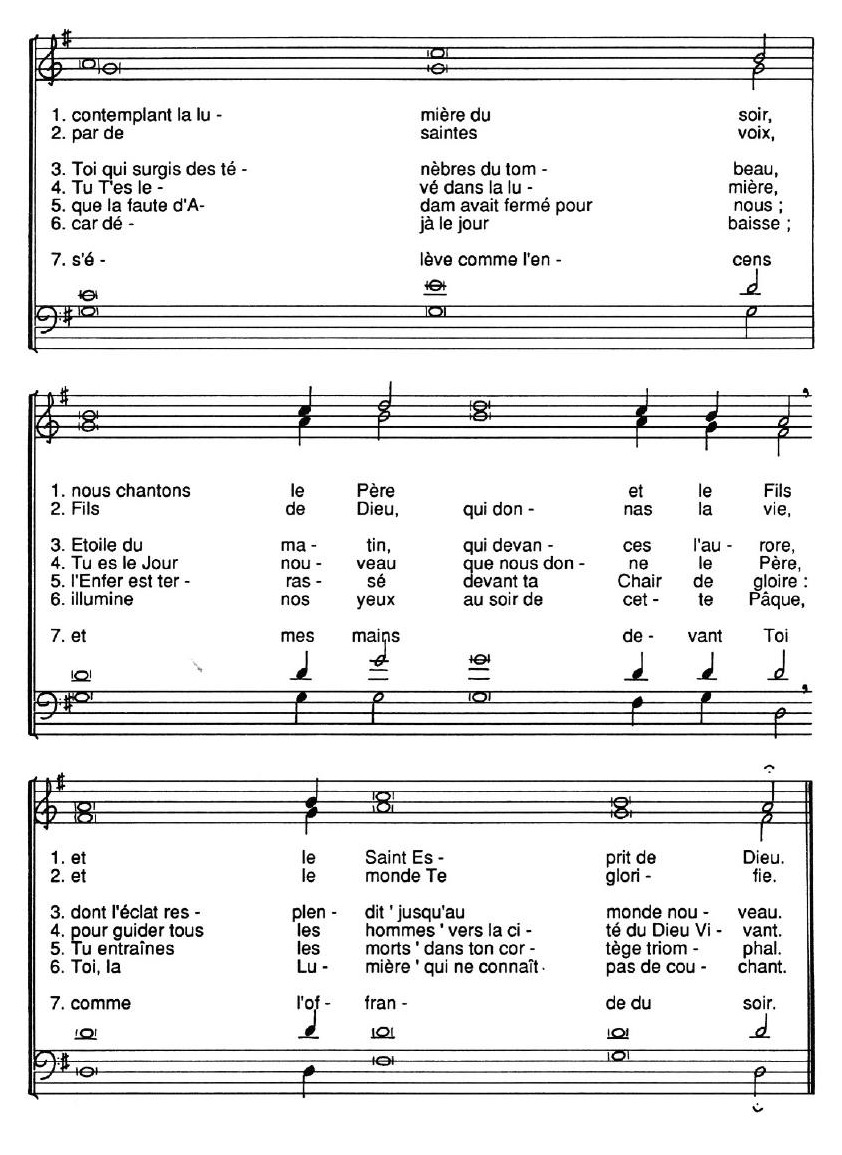 1. contemplant la lu - mière du soir,
2. par de saintes voix,
3. Toi qui surgis des té - nèbres du tom - beau,
4. Tu T'es le - vé dans la lu - mière,
5. que la faute d'A- dam avait fermé pour nous ;
6. car dé - jà le jour baisse ;
7. s'é - lève comme l'en - cens
1. nous chantons le Père et le Fils
2. Fils de Dieu, qui don - nas la vie,
3. Etoile du ma - tin, qui devan - ces l'au - rore,
4. Tu es le Jour nou - veau que nous don - ne le Père,
5. l'Enfer est ter - ras - sé devant ta Chair de gloire :
6. illumine nos yeux au soir de cet - te Pâque,
7. et mes mains de - vant Toi
1. et le Saint Es - prit de Dieu.
2. et le monde Te glori - fie.
3. dont l'éclat res - plen - dit ' jusqu'au monde nou - veau.
4. pour guider tous les hommes ' vers la ci - té du Dieu Vi - vant.
5. Tu entraînes les morts ' dans ton cor - tège triom - phal.
6. Toi, la Lu - mière ' qui ne connaît pas de cou - chant.
7. comme l'of - fran - de du soir.